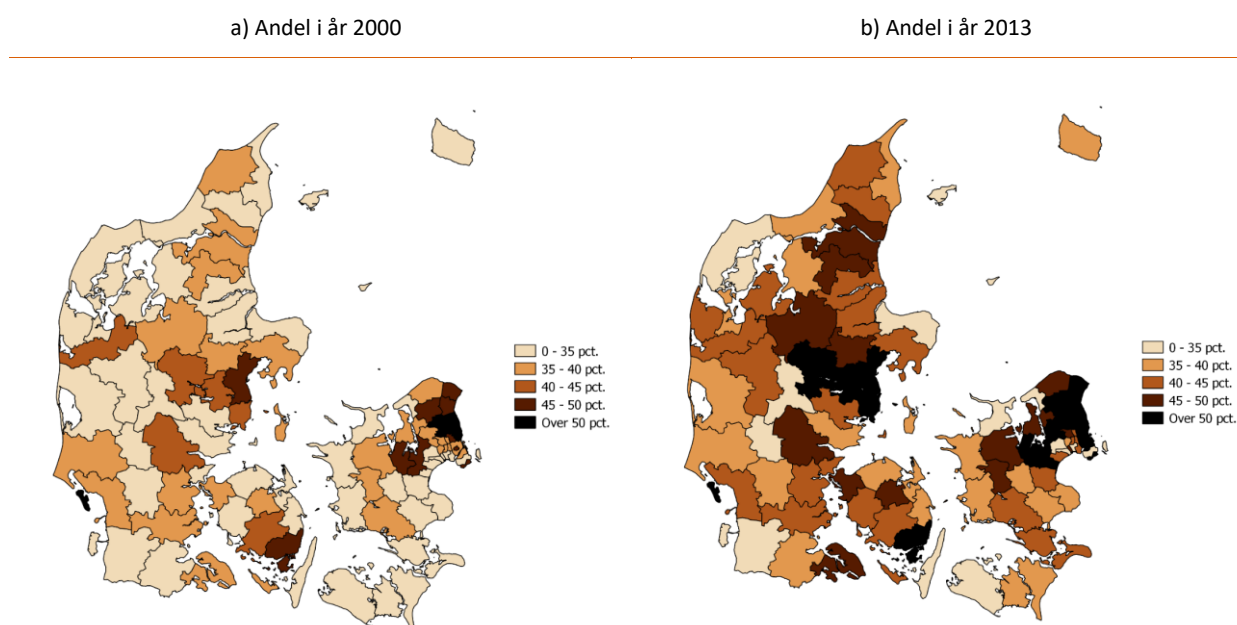 a) Andel i år 2000
b) Andel i år 2013
0 - 35 pct.
35 - 40 pct.
40 - 45 pct.
45 - 50 pct.
Over 50 pct.
0 - 35 pct.
35 - 40 pct.
40 - 45 pct.
45 - 50 pct.
Over 50 pct.